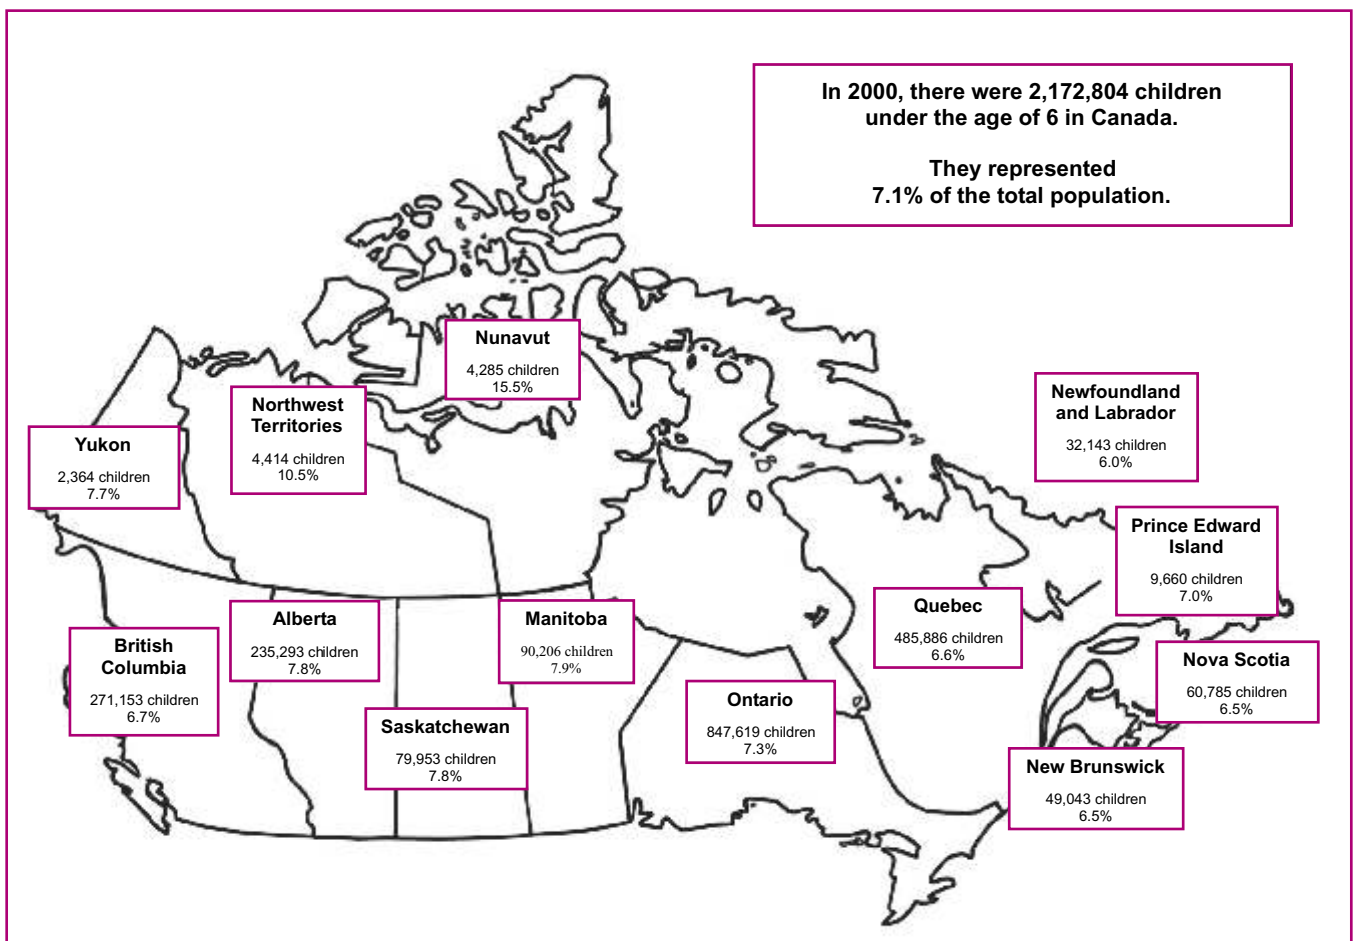 In 2000, there were 2,172,804 children
under the age of 6 in Canada.
They represented
7.1% of the total population.
Nunavut
4,285 children
15.5%
Northwest
Territories
4,414 children
10.5%
Yukon
2,364 children
7.7%
Newfoundland
and Labrador
32,143 children
6.0%
Prince Edward
Island
9,660 children
7.0%
British
Columbia
271,153 children
6.7%
Alberta
235,293 children
7.8%
Saskatchewan
79,953 children
7.8%
Manitoba
90,206 children
7.9%
Ontario
847,619 children
7.3%
Quebec
485,886 children
6.6%
Nova Scotia
60,785 children
6.5%
New Brunswick
49,043 children
6.5%